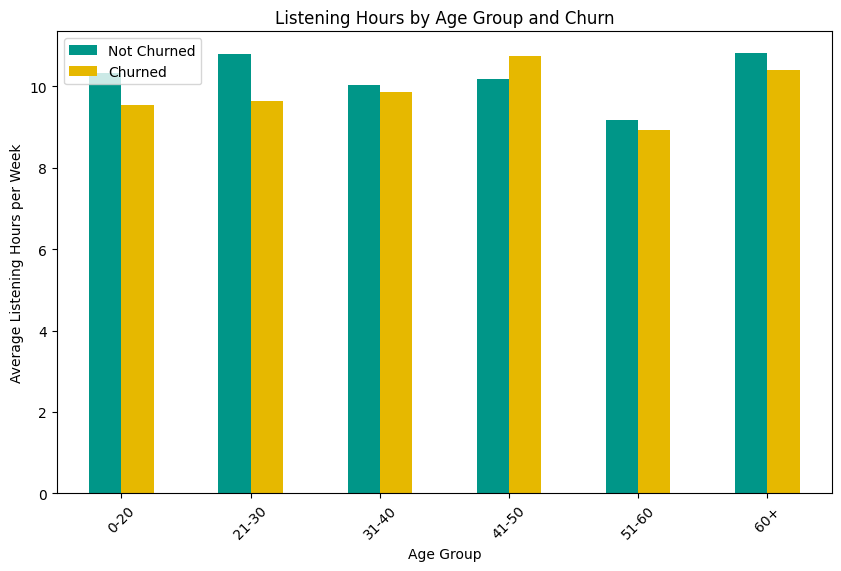 Listening Hours by Age Group and Churn
Not Churned
Churned
Average Listening Hours per Week
10
8
6
4
2
0
0-20
21-30
31-40
41-50
51-60
60+
Age Group